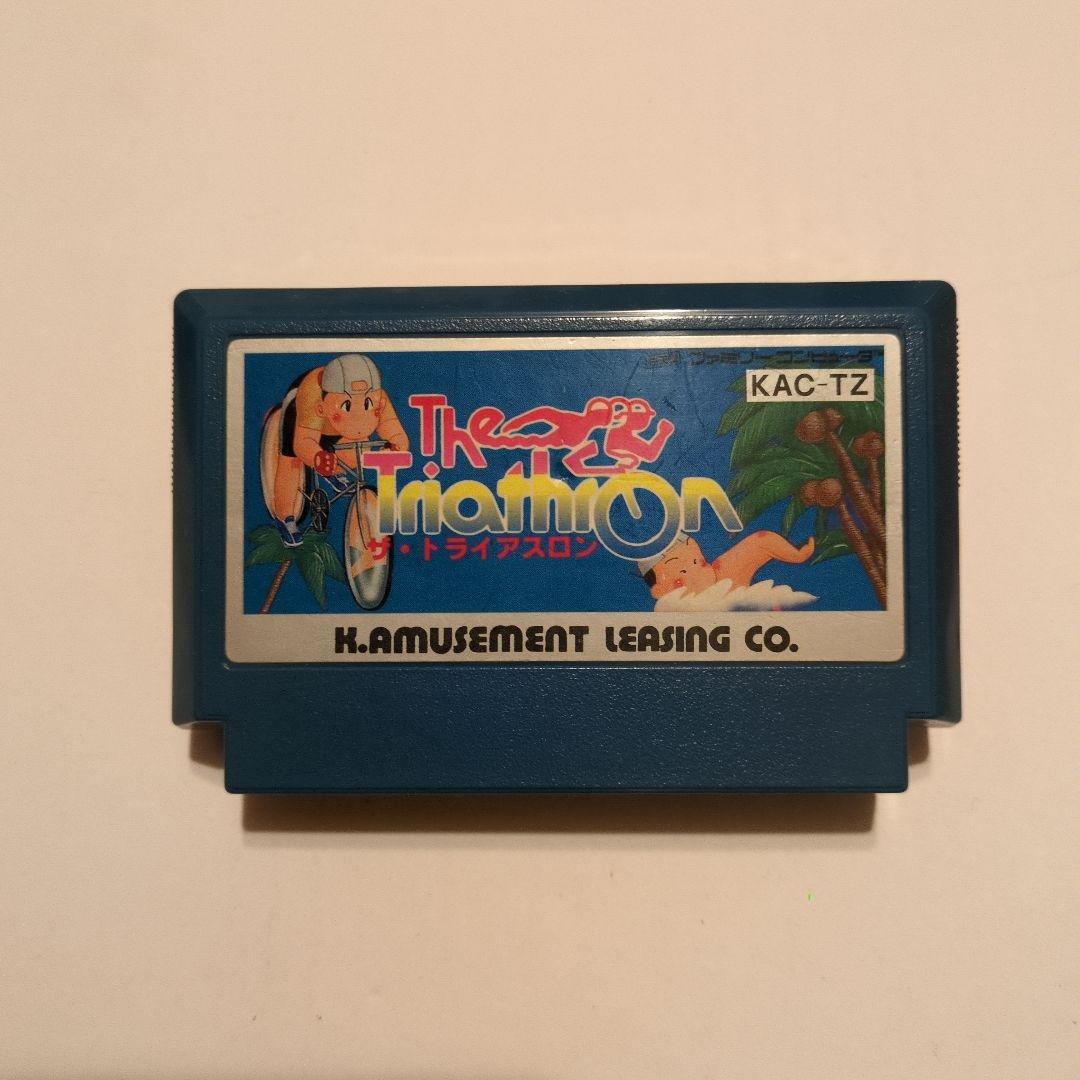 ファミリーコンピュータ
KAC-TZ
The
Triathron
ザ・トライアスロン
K.AMUSEMENT LEASING CO.